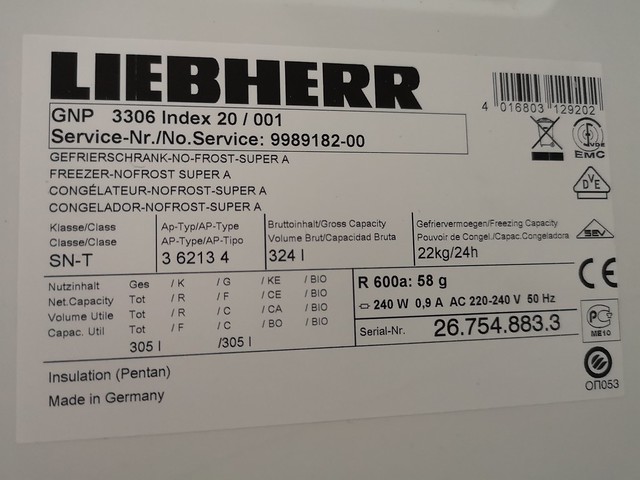 LIEBHERR
GNP 3306 Index 20 / 001
Service-Nr./No.Service: 9989182-00
4 016803 129202
VDE
EMC
DVE
SEV
CE
PC
ME10
ОП053
GEFRIERSCHRANK-NO-FROST-SUPER A
FREEZER-NOFROST-SUPER A
CONGÉLATEUR-NOFROST-SUPER A
CONGELADOR-NOFROST-SUPER A
Klasse/Class
Classe/Clase
SN-T
Ap-Typ/AP-Type
AP-Type/AP-Tipo
3 6213 4
Bruttoinhalt/Gross Capacity
Volume Brut/Capacidad Bruta
324 l
Gefriervermoegen/Freezing Capacity
Pouvoir de Congel./Capac.Congeladora
22kg/24h
Nutzinhalt Ges / K / G / KE / BIO
Net.Capacity Tot / R / F / CE / BIO
Volume Utile Tot / R / C / CA / BIO
Capac. Util Tot / F / C / BO / BIO
305 l /305 l
R 600a: 58 g
240 W 0,9 A AC 220-240 V 50 Hz
Serial-Nr. 26.754.883.3
Insulation (Pentan)
Made in Germany